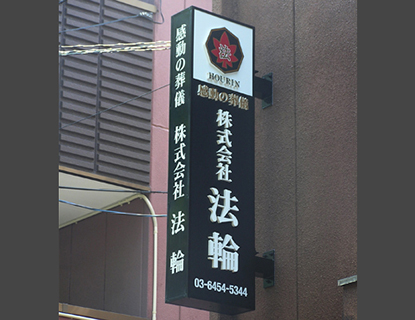 法
HOURIN
感動の葬儀
株式会社
法輪
03-6454-5344
感動の葬儀 株式会社 法輪